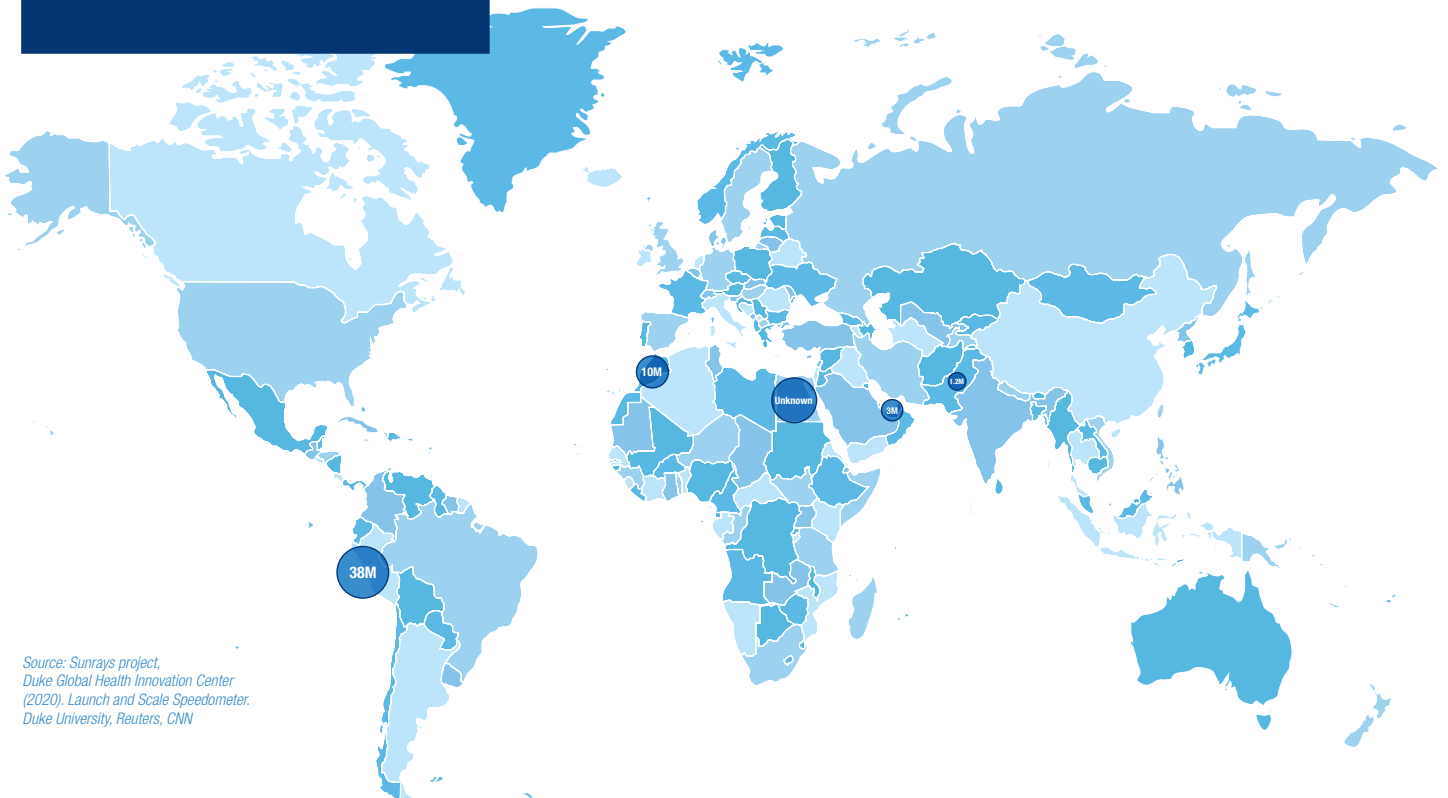 10M
Unknown
1.2M
3M
38M
Source: Sunrays project,
Duke Global Health Innovation Center
(2020). Launch and Scale Speedometer.
Duke University, Reuters, CNN